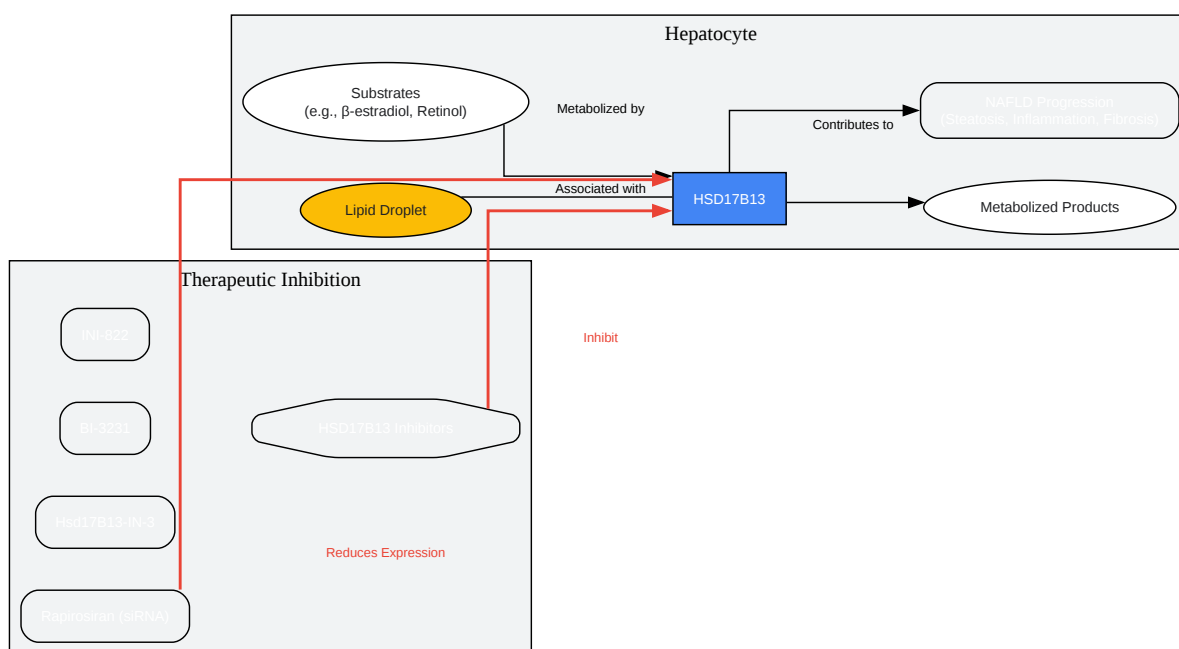 Hepatocyte
Substrates
(e.g., β-estradiol, Retinol)
Metabolized by
NAFLD Progression
(Steatosis, Inflammation, Fibrosis)
Contributes to
Associated with
HSD17B13
Lipid Droplet
Metabolized Products
Therapeutic Inhibition
INI-822
Inhibit
BI-3231
HSD17B13 Inhibitors
Hsd17B13-IN-3
Reduces Expression
Rapirosiran (siRNA)